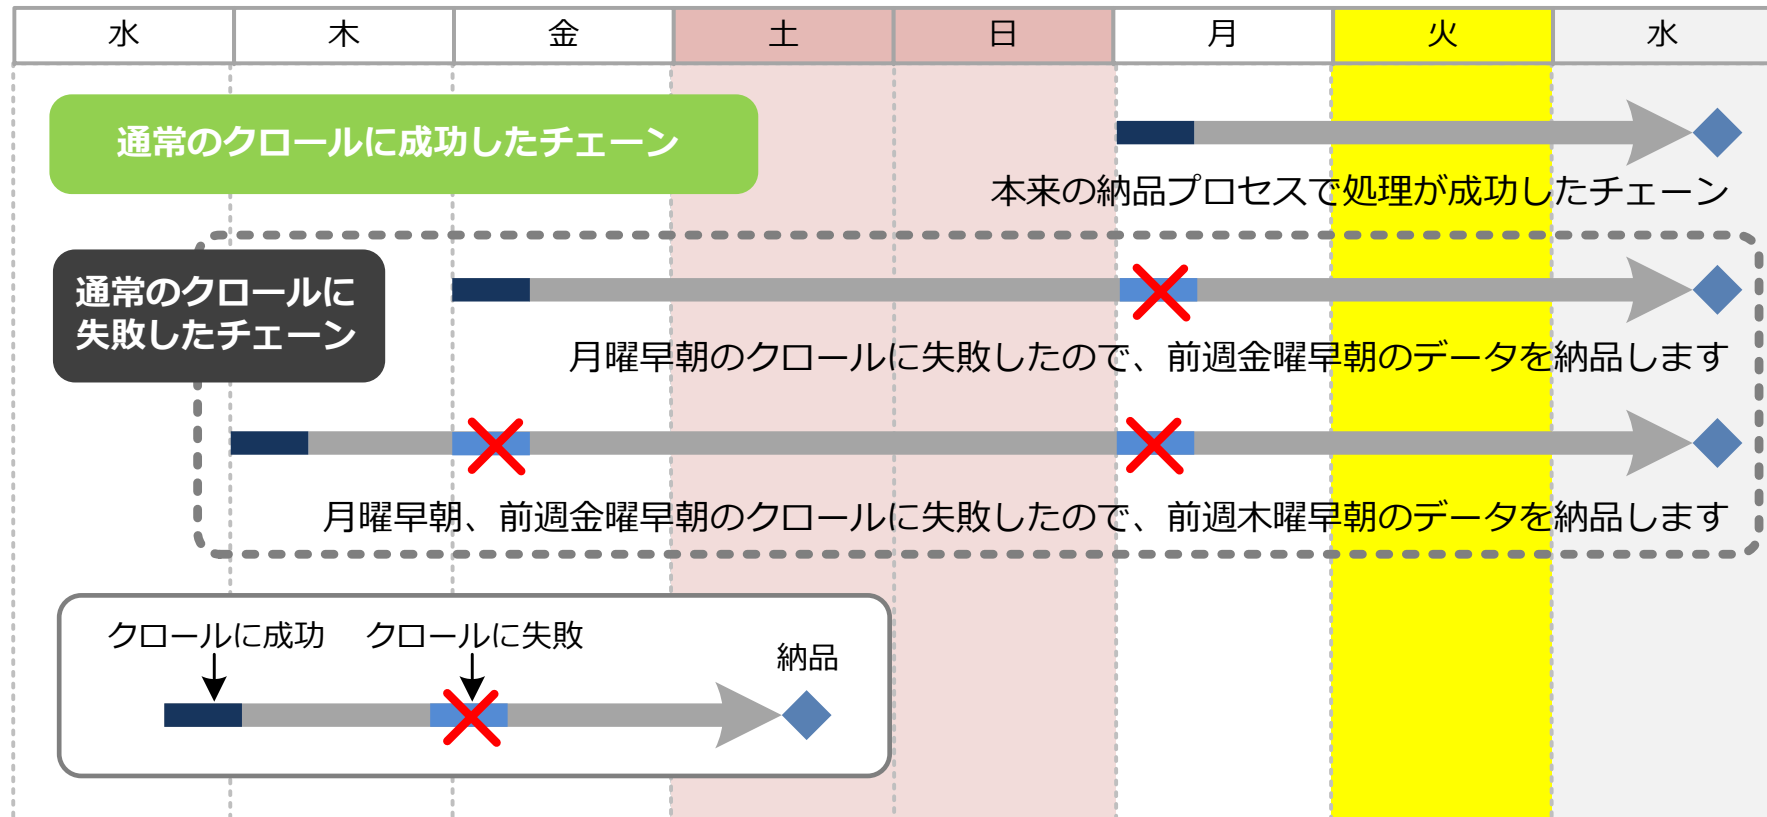 水 木 金 土 日 月 火 水
通常のクロールに成功したチェーン
本来の納品プロセスで処理が成功したチェーン
通常のクロールに
失敗したチェーン
月曜早朝のクロールに失敗したので、前週金曜早朝のデータを納品します
月曜早朝、前週金曜早朝のクロールに失敗したので、前週木曜早朝のデータを納品します
クロールに成功 クロールに失敗
納品